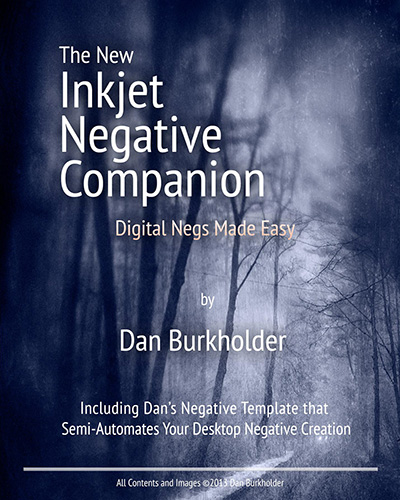 The New
Inkjet
Negative
Companion
Digital Negs Made Easy
by
Dan Burkholder
Including Dan's Negative Template that
Semi-Automates Your Desktop Negative Creation
All Contents and Images ©2013 Dan Burkholder